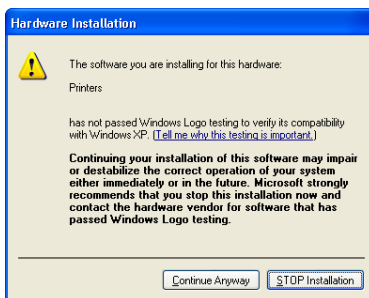 Hardware Installation
The software you are installing for this hardware:
Printers
has not passed Windows Logo testing to verify its compatibility
with Windows XP. (Tell me why this testing is important.)
Continuing your installation of this software may impair
or destabilize the correct operation of your system
either immediately or in the future. Microsoft strongly
recommends that you stop this installation now and
contact the hardware vendor for software that has
passed Windows Logo testing.
Continue Anyway
STOP Installation